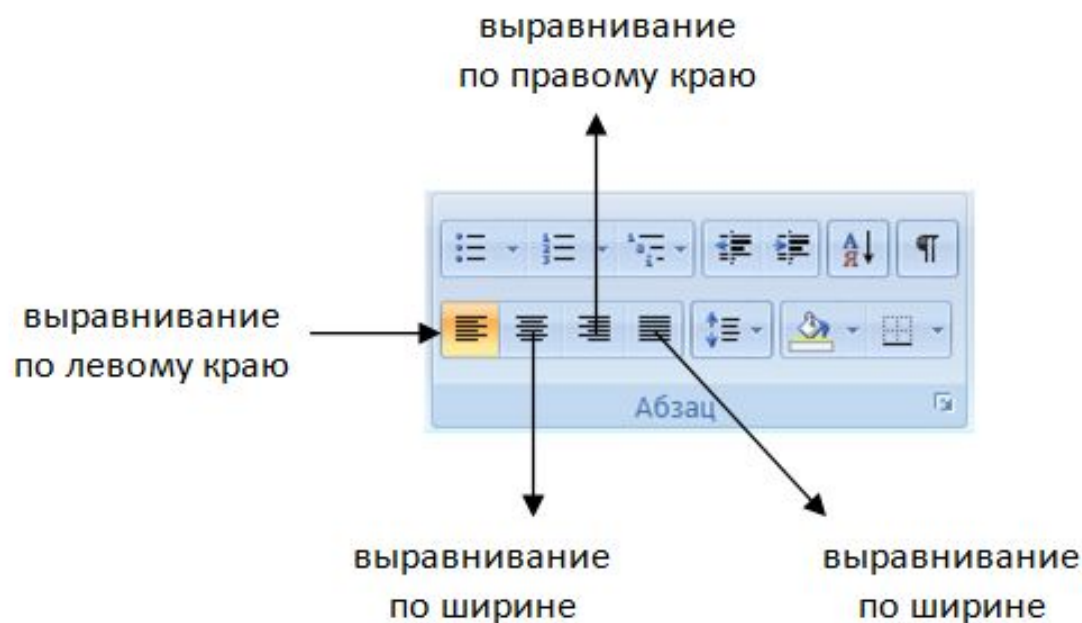 выравнивание
по правому краю
выравнивание
по левому краю
Абзац
выравнивание
по ширине
выравнивание
по ширине